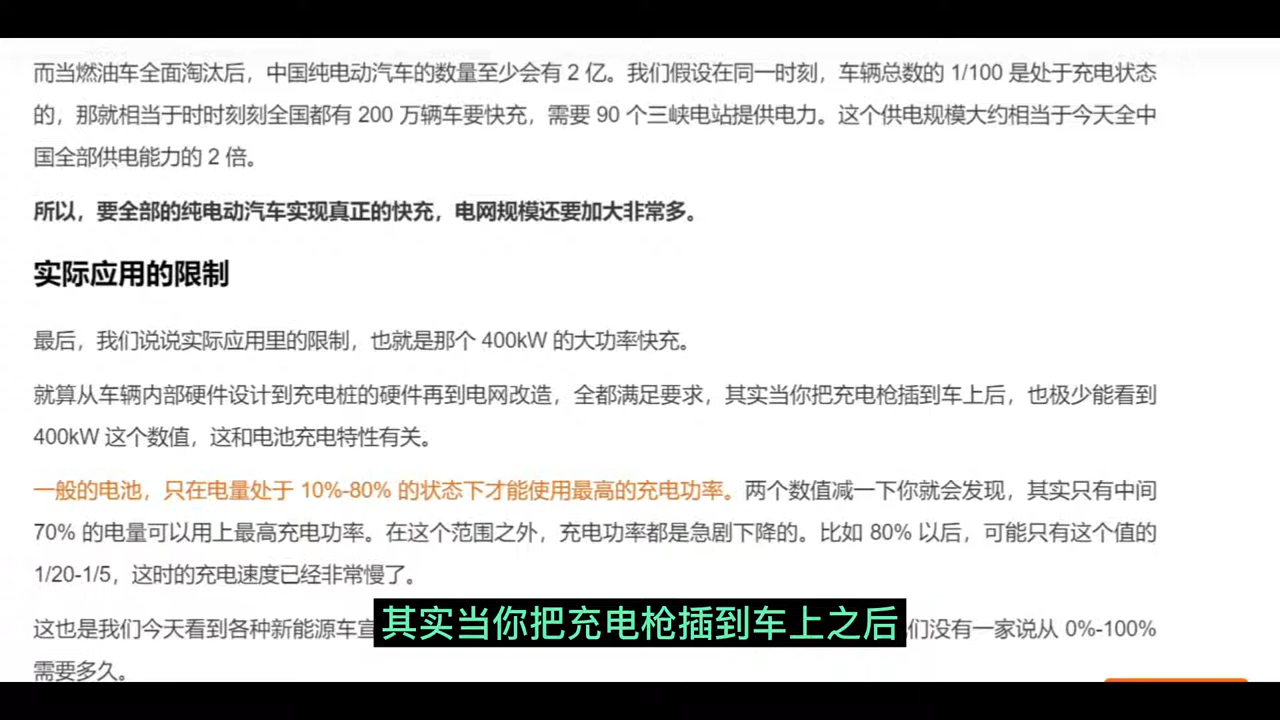 而当燃油车全面淘汰后，中国纯电动汽车的数量至少会有 2 亿。我们假设在同一时刻，车辆总数的 1/100 是处于充电状态
的，那就相当于时时刻刻全国都有 200 万辆车要快充，需要 90 个三峡电站提供电力。这个供电规模大约相当于今天全中
国全部供电能力的 2 倍。
所以，要全部的纯电动汽车实现真正的快充，电网规模还要加大非常多。
实际应用的限制
最后，我们说说实际应用里的限制，也就是那个 400kW 的大功率快充。
就算从车辆内部硬件设计到充电桩的硬件再到电网改造，全都满足要求，其实当你把充电枪插到车上后，也极少能看到
400kW 这个数值，这和电池充电特性有关。
一般的电池，只在电量处于 10%-80% 的状态下才能使用最高的充电功率。两个数值减一下你就会发现，其实只有中间
70% 的电量可以用上最高充电功率。在这个范围之外，充电功率都是急剧下降的。比如 80% 以后，可能只有这个值的
1/20-1/5，这时的充电速度已经非常慢了。
这也是我们今天看到各种新能源车宣
们没有一家说从 0%-100%
其实当你把充电枪插到车上之后
需要多久。